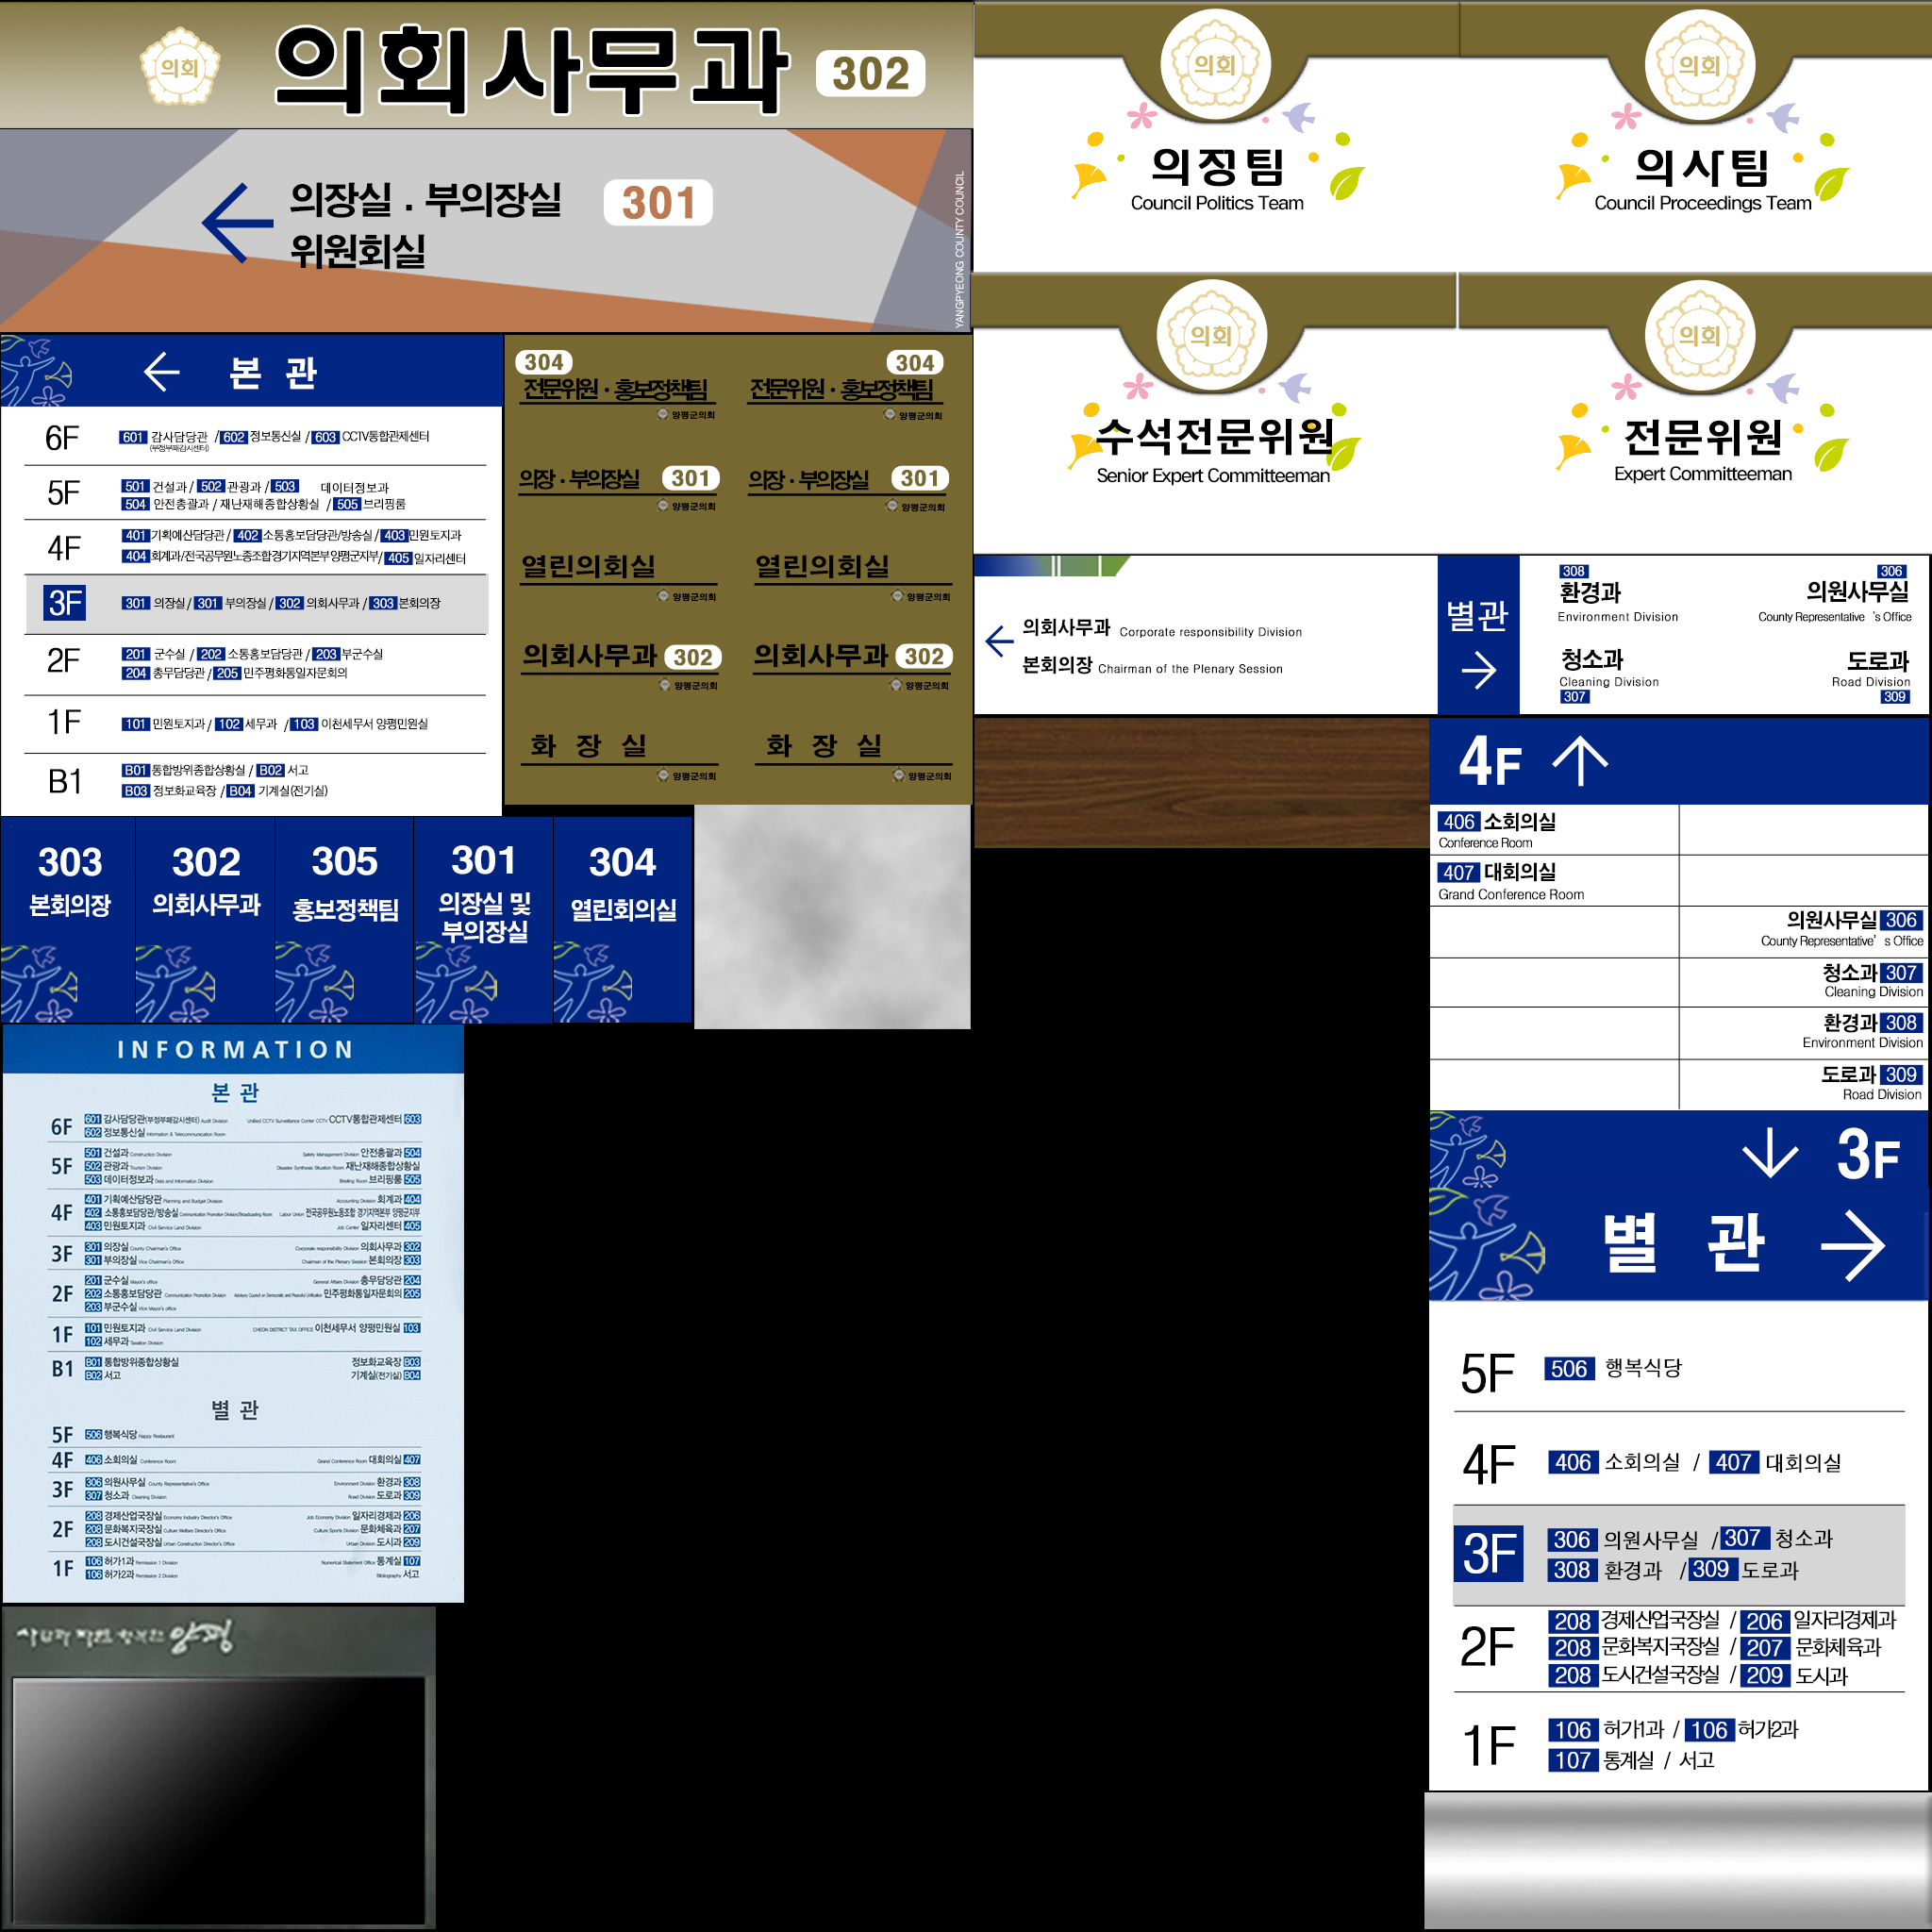 의회
의회사무과 302
의장실 . 부의장실 301
위원회실
YANGPYEONG COUNTY COUNCIL
의회
의정팀
Council Politics Team
의회
의사팀
Council Proceedings Team
의회
수석전문위원
Senior Expert Committeeman
의회
전문위원
Expert Committeeman
본 관
6F
601 감사담당관 / 602 정보통신실 / 603 CCTV통합관제센터
(부정부패감시센터)
5F
501 건설과 / 502 관광과 / 503 데이터정보과
504 안전총괄과 / 재난재해종합상황실 / 505 브리핑룸
4F
401 기획예산담당관 / 402 소통홍보담당관/방송실 / 403 민원토지과
404 회계과/전국공무원노종조합경기지역본부양평군지부/ 405 일자리센터
3F
301 의장실 / 301 부의장실 / 302 의회사무과 / 303 본회의장
2F
201 군수실 / 202 소통홍보담당관 / 203 부군수실
204 총무담당관 / 205 민주평화통일자문회의
1F
101 민원토지과 / 102 세무과 / 103 이천세무서 양평민원실
B1
B01 통합방위종합상황실 / B02 서고
B03 정보화교육장 / B04 기계실(전기실)
304
전문위원 · 홍보정책팀
양평군의회
304
전문위원 · 홍보정책팀
양평군의회
의장 · 부의장실 301
양평군의회
의장 · 부의장실 301
양평군의회
열린의회실
양평군의회
열린의회실
양평군의회
의회사무과 302
양평군의회
의회사무과 302
양평군의회
화 장 실
양평군의회
화 장 실
양평군의회
의회사무과 Corporate responsibility Division
본회의장 Chairman of the Plenary Session
별관
308
환경과
Environment Division
306
의원사무실
County Representative 's Office
청소과
Cleaning Division
307
도로과
Road Division
309
303
본회의장
302
의회사무과
305
홍보정책팀
301
의장실 및
부의장실
304
열린회의실
4F
406 소회의실
Conference Room
407 대회의실
Grand Conference Room
의원사무실 306
County Representative' s Office
청소과 307
Cleaning Division
환경과 308
Environment Division
도로과 309
Road Division
3F
별 관
5F
506 행복식당
4F
406 소회의실 / 407 대회의실
3F
306 의원사무실 / 307 청소과
308 환경과 / 309 도로과
2F
208 경제산업국장실 / 206 일자리경제과
208 문화복지국장실 / 207 문화체육과
208 도시건설국장실 / 209 도시과
1F
106 허가1과 / 106 허가2과
107 통계실 / 서고
INFORMATION
본 관
6F
601 감사담당관(부정부패감시센터) Audit Division Unified CCTV Surveillance Center CCTV CCTV통합관제센터 603
602 정보통신실 Information & Telecommunication Room
5F
501 건설과 Construction Division Safety Management Division 안전총괄과 504
502 관광과 Tourism Division Disaster Synthesis Situation Room 재난재해종합상황실
503 데이터정보과 Data and Information Division Briefing Room 브리핑룸 505
4F
401 기획예산담당관 Planning and Budget Division Accounting Division 회계과 404
402 소통홍보담당관/방송실 Communication Promotion Division/Broadcasting Room Labor Union 전국공무원노동조합 경기지역본부 양평군지부
403 민원토지과 Civil Service Land Division Job Center 일자리센터 405
3F
301 의장실 County Chairman's Office Corporate responsibility Division 의회사무과 302
301 부의장실 Vice Chairman's Office Chairman of the Plenary Session 본회의장 303
2F
201 군수실 Mayor's office General Affairs Division 총무담당관 204
202 소통홍보담당관 Communication Promotion Division Advisory Council on Democratic and Peaceful Unification 민주평화통일자문회의 205
203 부군수실 Vice Mayor's office
1F
101 민원토지과 Civil Service Land Division ICHEON DISTRICT TAX OFFICE 이천세무서 양평민원실 103
102 세무과 Taxation Division
B1
B01 통합방위종합상황실 정보화교육장 B03
B02 서고 기계실(전기실) B04
별 관
5F
506 행복식당 Happy Restaurant
4F
406 소회의실 Conference Room Grand Conference Room 대회의실 407
3F
306 의원사무실 County Representative's Office Environment Division 환경과 308
307 청소과 Cleaning Division Road Division 도로과 309
2F
208 경제산업국장실 Economy Industry Director's Office Job Economy Division 일자리경제과 206
208 문화복지국장실 Culture Welfare Director's Office Culture Sports Division 문화체육과 207
208 도시건설국장실 Urban Construction Director's Office Urban Division 도시과 209
1F
106 허가1과 Permission 1 Division Numerical Statement Office 통계실 107
106 허가2과 Permission 2 Division Bibliography 서고
양평